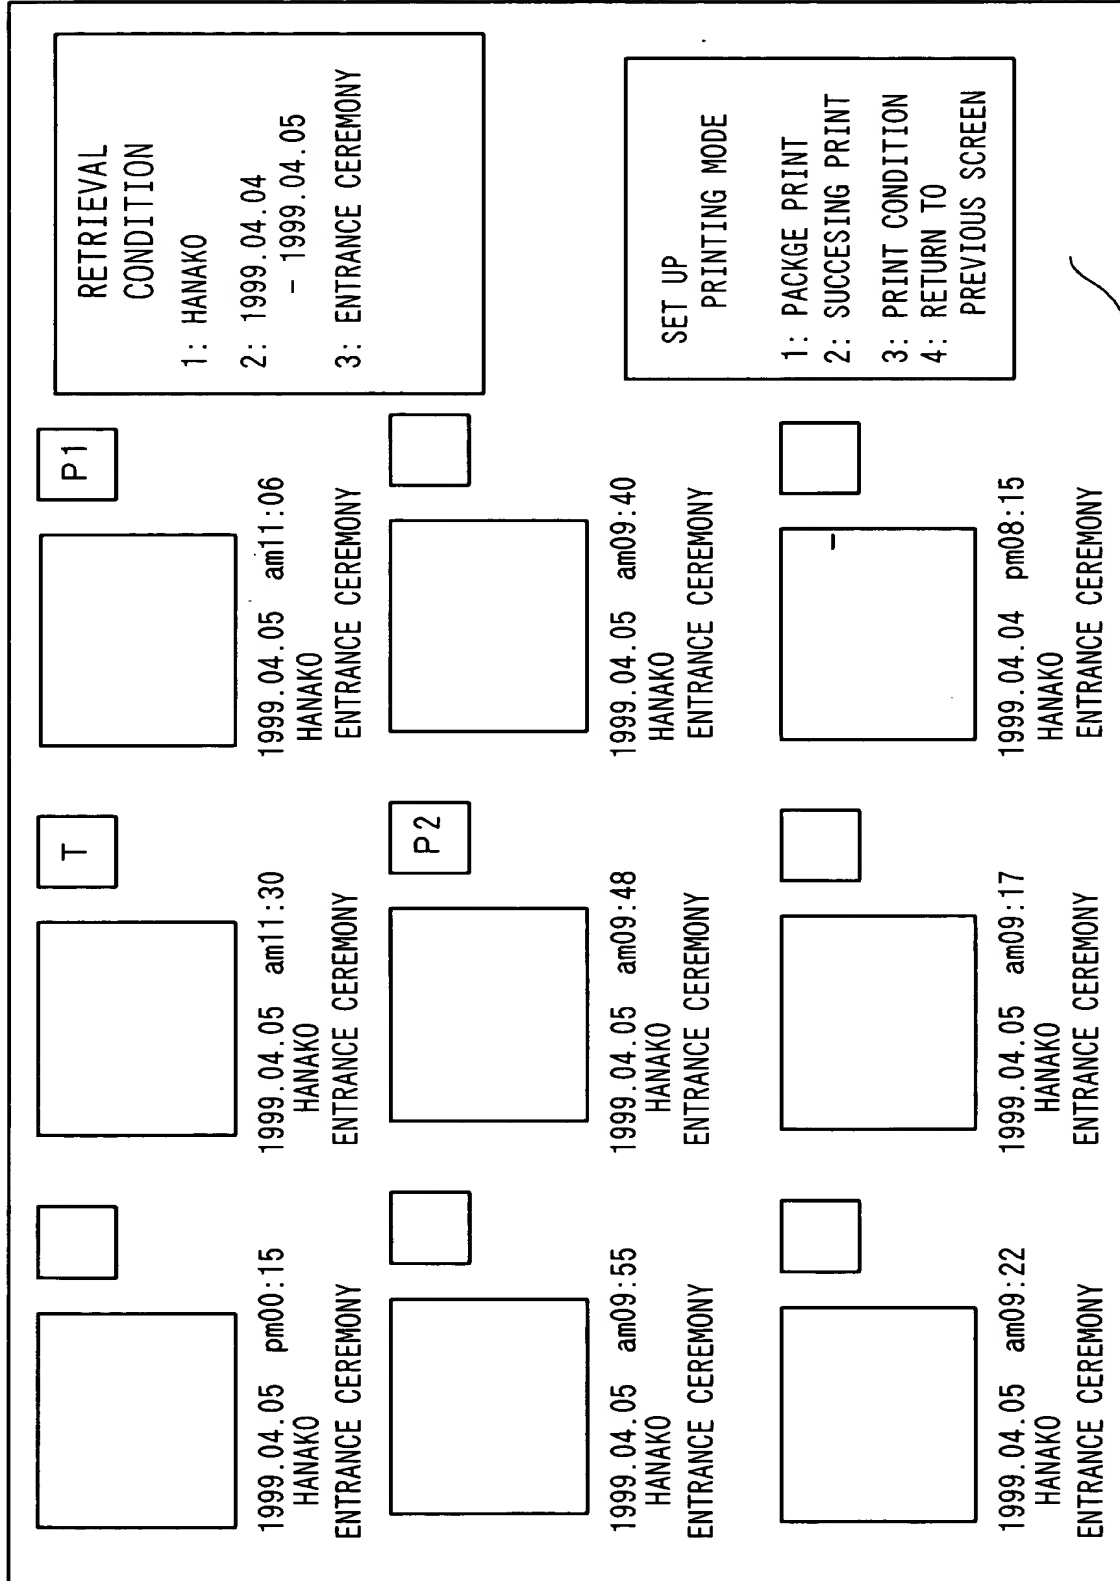 1999.04.05 pm00:15
HANAKO
ENTRANCE CEREMONY
T
1999.04.05 am11:30
HANAKO
ENTRANCE CEREMONY
P1
1999.04.05 am11:06
HANAKO
ENTRANCE CEREMONY
RETRIEVAL
CONDITION
1: HANAKO
2: 1999.04.04
- 1999.04.05
3: ENTRANCE CEREMONY
1999.04.05 am09:55
HANAKO
ENTRANCE CEREMONY
P2
1999.04.05 am09:48
HANAKO
ENTRANCE CEREMONY
1999.04.05 am09:40
HANAKO
ENTRANCE CEREMONY
SET UP
PRINTING MODE
1: PACKGE PRINT
2: SUCCESING PRINT
3: PRINT CONDITION
4: RETURN TO
PREVIOUS SCREEN
1999.04.05 am09:22
HANAKO
ENTRANCE CEREMONY
1999.04.05 am09:17
HANAKO
ENTRANCE CEREMONY
1999.04.04 pm08:15
HANAKO
ENTRANCE CEREMONY